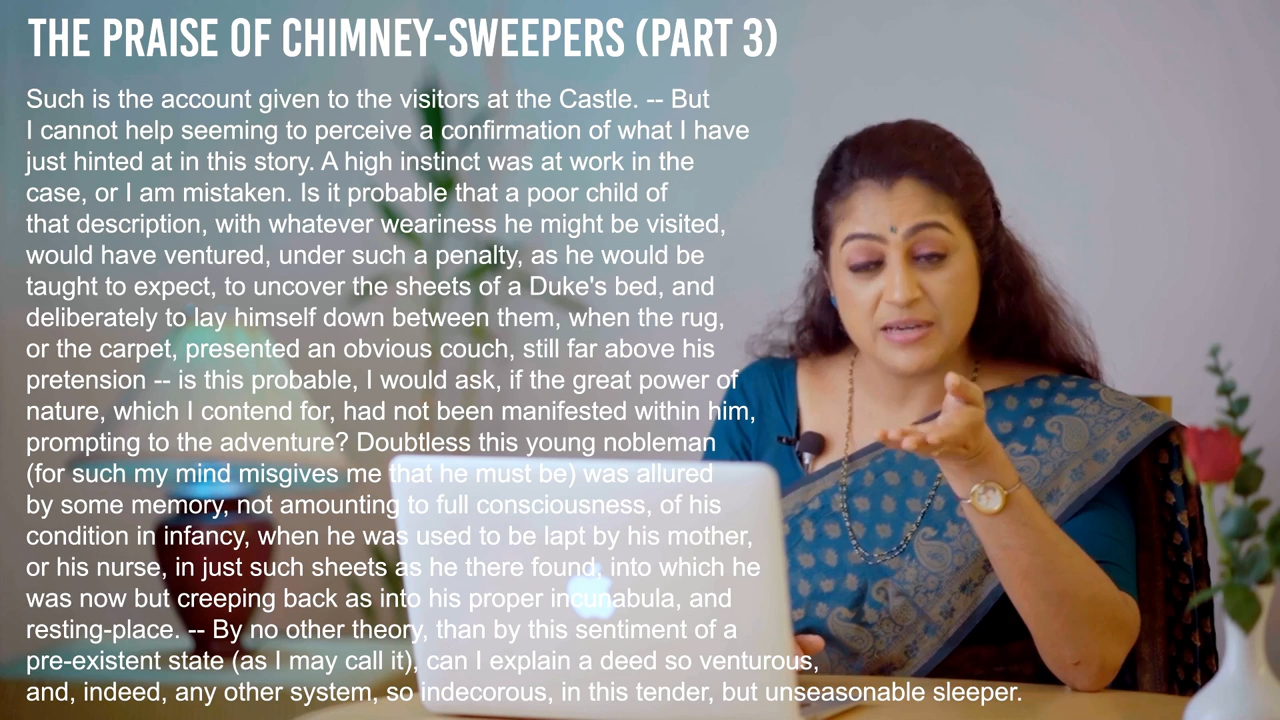 THE PRAISE OF CHIMNEY-SWEEPERS (PART 3)
Such is the account given to the visitors at the Castle. -- But
I cannot help seeming to perceive a confirmation of what I have
just hinted at in this story. A high instinct was at work in the
case, or I am mistaken. Is it probable that a poor child of
that description, with whatever weariness he might be visited,
would have ventured, under such a penalty, as he would be
taught to expect, to uncover the sheets of a Duke's bed, and
deliberately to lay himself down between them, when the rug,
or the carpet, presented an obvious couch, still far above his
pretension -- is this probable, I would ask, if the great power of
nature, which I contend for, had not been manifested within him,
prompting to the adventure? Doubtless this young nobleman
(for such my mind misgives me that he must be) was allured
by some memory, not amounting to full consciousness, of his
condition in infancy, when he was used to be lapt by his mother,
or his nurse, in just such sheets as he there found, into which he
was now but creeping back as into his proper incunabula, and
resting-place. -- By no other theory, than by this sentiment of a
pre-existent state (as I may call it), can I explain a deed so venturous,
and, indeed, any other system, so indecorous, in this tender, but unseasonable sleeper.